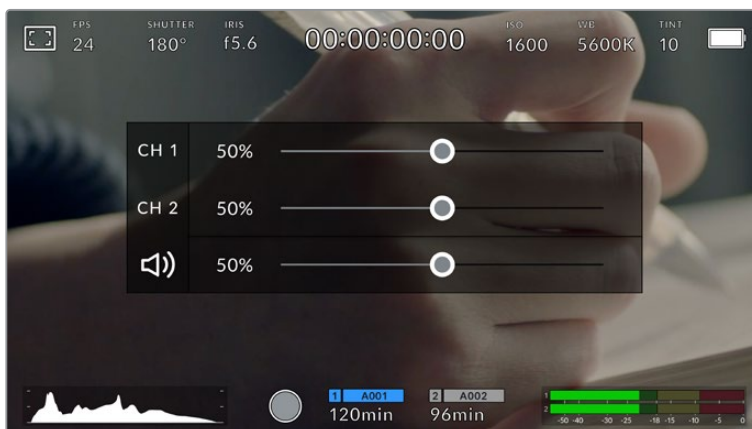 FPS SHUTTER IRIS ISO WB TINT
24 180° f5.6 00:00:00:00 1600 5600K 10
CH 1 50%
CH 2 50%
50%
1 A001 2 A002
120min 96min
1
2
-50 -40 -30 -25 -18 -15 -10 -5 0